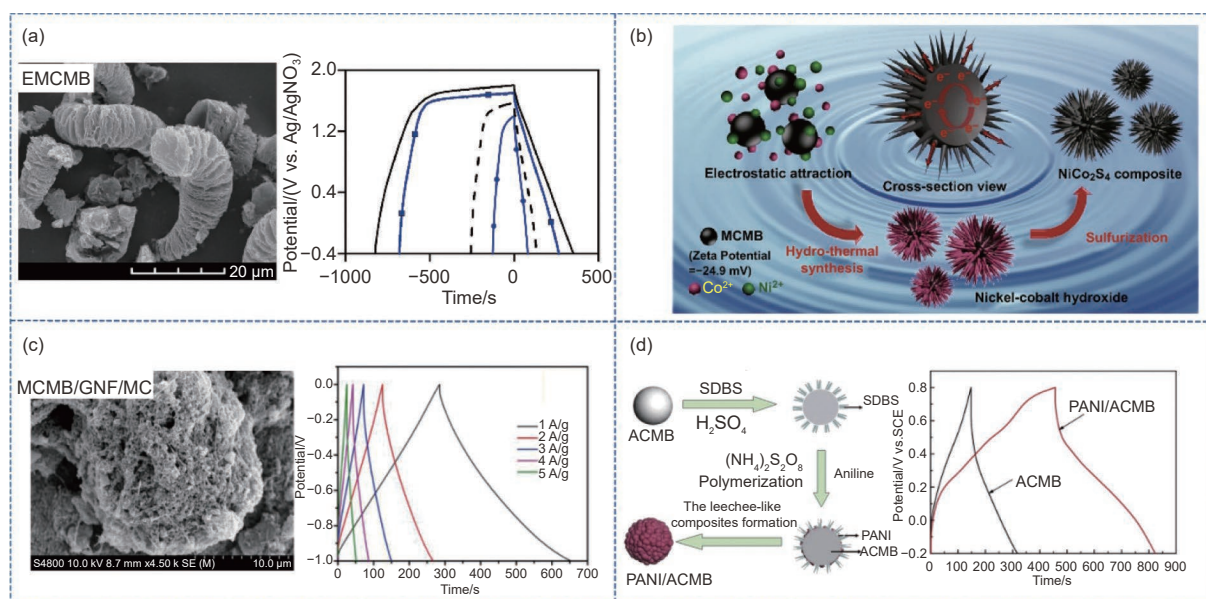 (a)
EMCMB
20 μm
Potential/(V vs. Ag/AgNO₃)
2.0
1.6
1.2
0.4
−0.4
−1000
−500
0
500
Time/s
(b)
Electrostatic attraction
Cross-section view
NiCo₂S₄ composite
e⁻
e⁻
e⁻
e⁻
e⁻
MCMB
(Zeta Potential
=−24.9 mV)
Co²⁺
Ni²⁺
Hydro-thermal
synthesis
Sulfurization
Nickel-cobalt hydroxide
(c)
MCMB/GNF/MC
S4800 10.0 kV 8.7 mm x4.50 k SE (M)
10.0 μm
Potential/V
0.0
−0.2
−0.4
−0.6
−0.8
−1.0
1 A/g
2 A/g
3 A/g
4 A/g
5 A/g
0 100 200 300 400 500 600 700
Time/s
(d)
ACMB
SDBS
H₂SO₄
SDBS
(NH₄)₂S₂O₈
Polymerization
Aniline
The leechee-like
composites formation
PANI
ACMB
PANI/ACMB
Potential/V vs.SCE
0.8
0.6
0.4
0.2
0.0
−0.2
PANI/ACMB
ACMB
0 100 200 300 400 500 600 700 800 900
Time/s